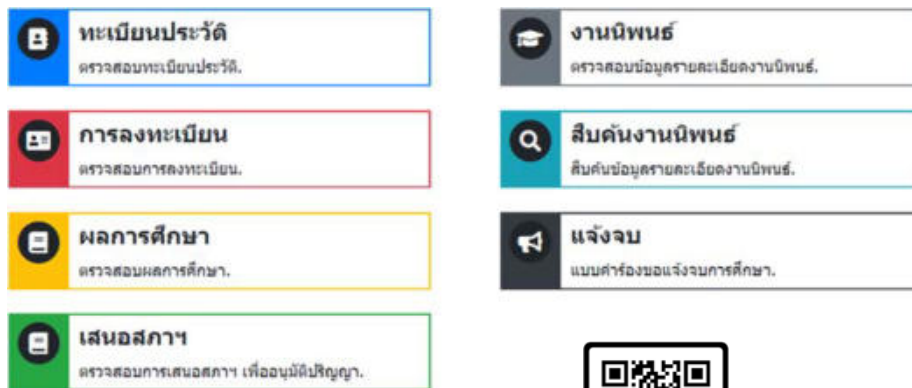 ทะเบียนประวัติ
ตรวจสอบทะเบียนประวัติ.
การลงทะเบียน
ตรวจสอบการลงทะเบียน.
ผลการศึกษา
ตรวจสอบผลการศึกษา.
เสนอสภาฯ
ตรวจสอบการเสนอสภาฯ เพื่ออนุมัติปริญญา.
งานนิพนธ์
ตรวจสอบข้อมูลรายละเอียดงานนิพนธ์.
สืบค้นงานนิพนธ์
สืบค้นข้อมูลรายละเอียดงานนิพนธ์.
แจ้งจบ
แบบคำร้องขอแจ้งจบการศึกษา.